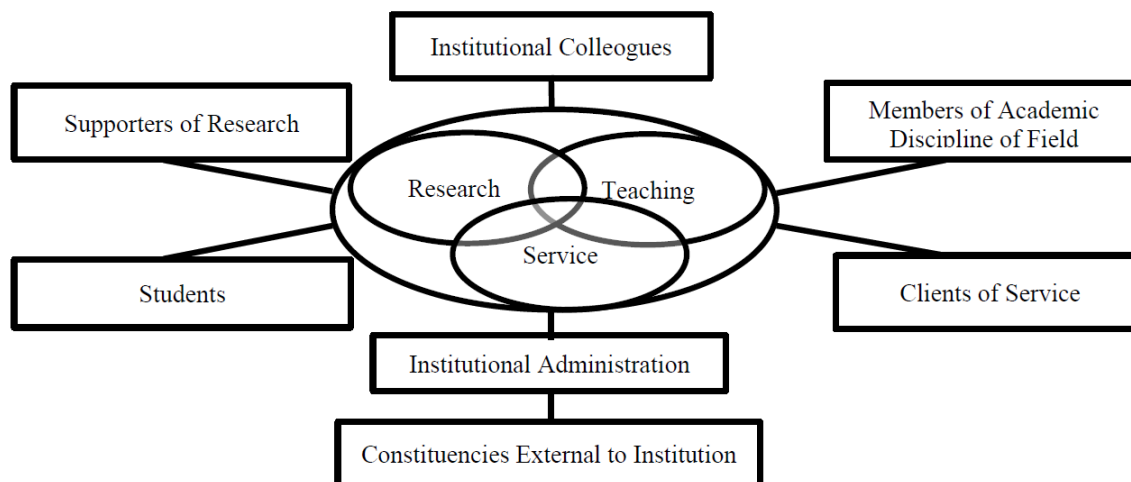 Institutional Colleogues
Supporters of Research
Members of Academic
Discipline of Field
Research
Teaching
Service
Students
Clients of Service
Institutional Administration
Constituencies External to Institution